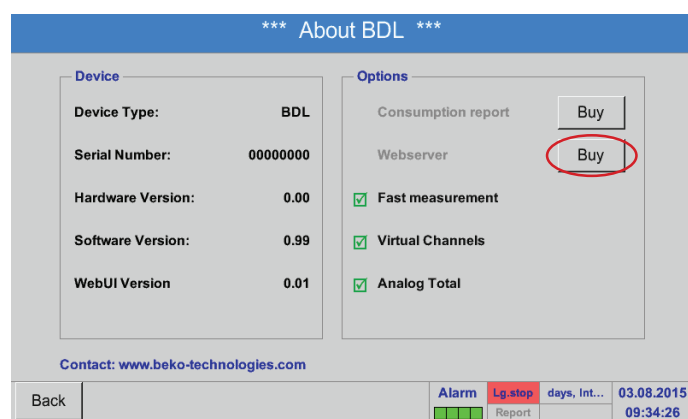 *** About BDL ***
Device
Device Type: BDL
Serial Number: 00000000
Hardware Version: 0.00
Software Version: 0.99
WebUI Version 0.01
Options
Consumption report Buy
Webserver Buy
Fast measurement
Virtual Channels
Analog Total
Contact: www.beko-technologies.com
Back
Alarm Lg.stop days, Int... 03.08.2015
Report 09:34:26